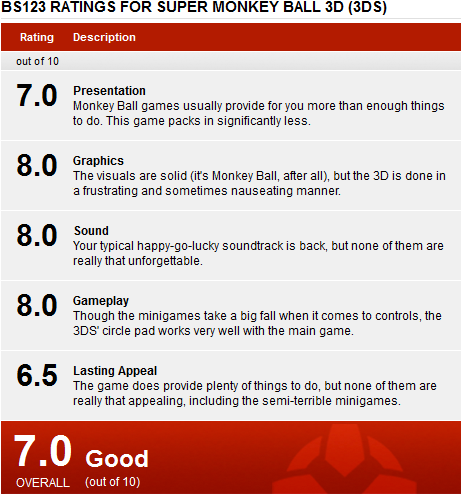 BS123 RATINGS FOR SUPER MONKEY BALL 3D (3DS)
Rating Description
out of 10
7.0 Presentation
Monkey Ball games usually provide for you more than enough things
to do. This game packs in significantly less.
8.0 Graphics
The visuals are solid (it's Monkey Ball, after all), but the 3D is done in
a frustrating and sometimes nauseating manner.
8.0 Sound
Your typical happy-go-lucky soundtrack is back, but none of them are
really that unforgettable.
8.0 Gameplay
Though the minigames take a big fall when it comes to controls, the
3DS' circle pad works very well with the main game.
6.5 Lasting Appeal
The game does provide plenty of things to do, but none of them are
really that appealing, including the semi-terrible minigames.
7.0 Good
OVERALL (out of 10)